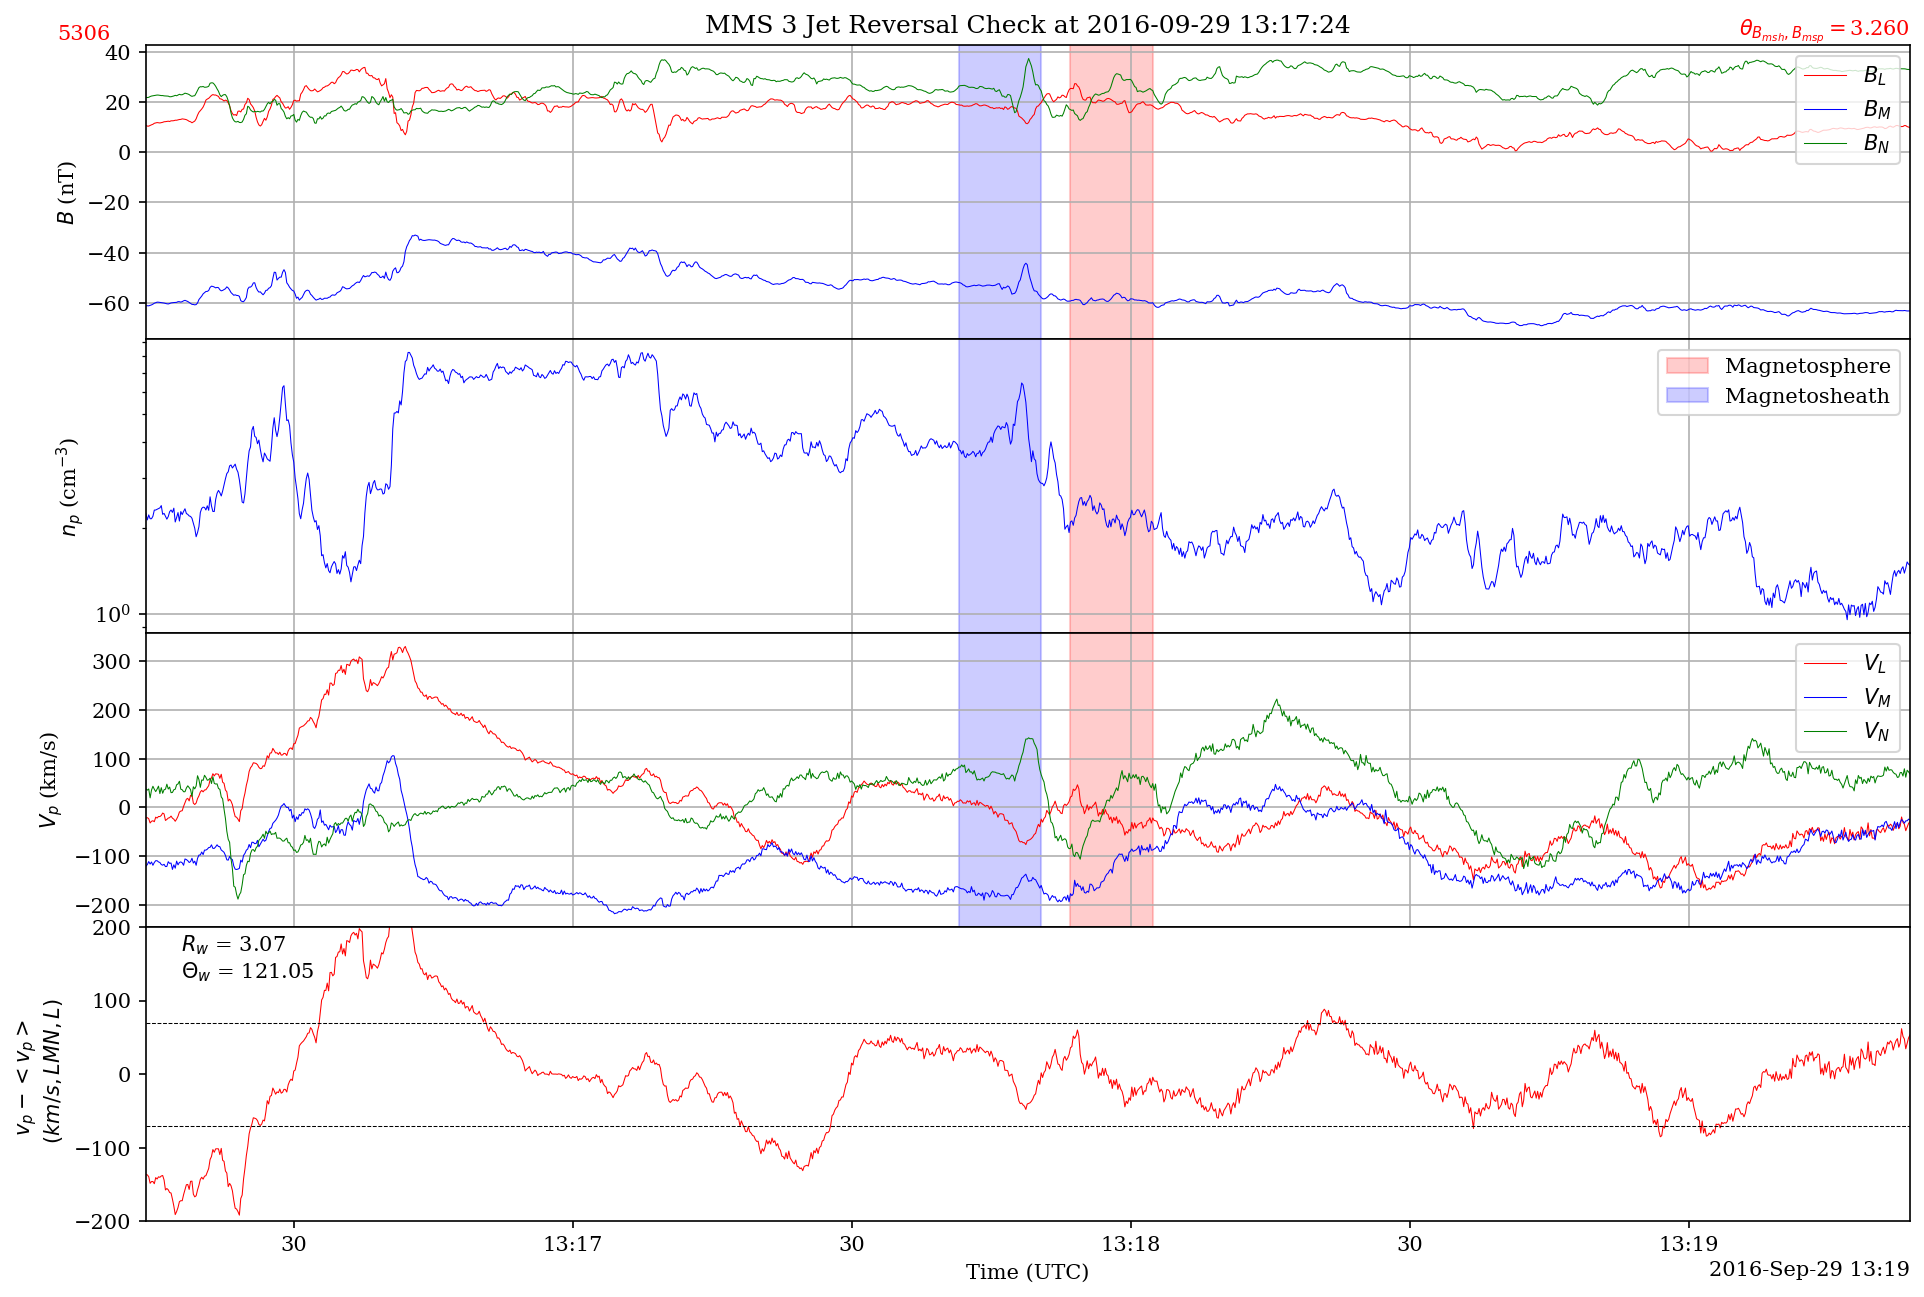 MMS 3 Jet Reversal Check at 2016-09-29 13:17:24
5306
θ_{B_{msh}, B_{msp}} = 3.260
40
20
0
−20
−40
−60
B (nT)
B_L
B_M
B_N
10^0
n_p (cm^{−3})
Magnetosphere
Magnetosheath
300
200
100
0
−100
−200
V_p (km/s)
V_L
V_M
V_N
200
100
0
−100
−200
v_p − < v_p >
(km/s, LMN, L)
R_w = 3.07
Θ_w = 121.05
30
13:17
30
13:18
30
13:19
Time (UTC)
2016-Sep-29 13:19